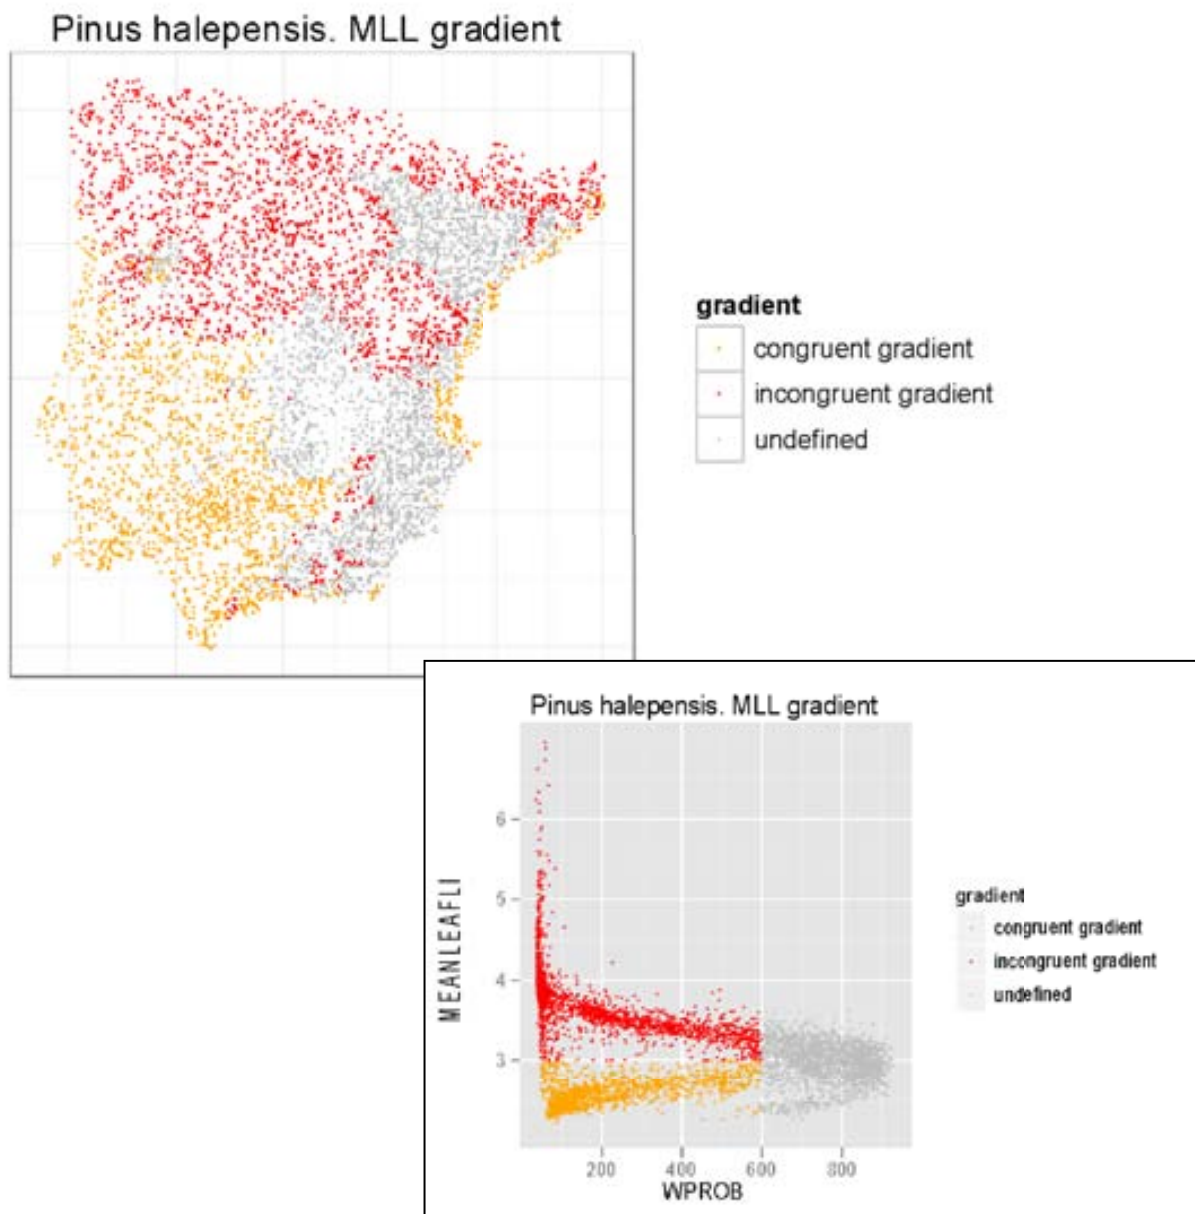 Pinus halepensis. MLL gradient
gradient
congruent gradient
incongruent gradient
undefined
Pinus halepensis. MLL gradient
6
5
4
3
MEANLEAFLI
200 400 600 800
WPROB
gradient
congruent gradient
incongruent gradient
undefined